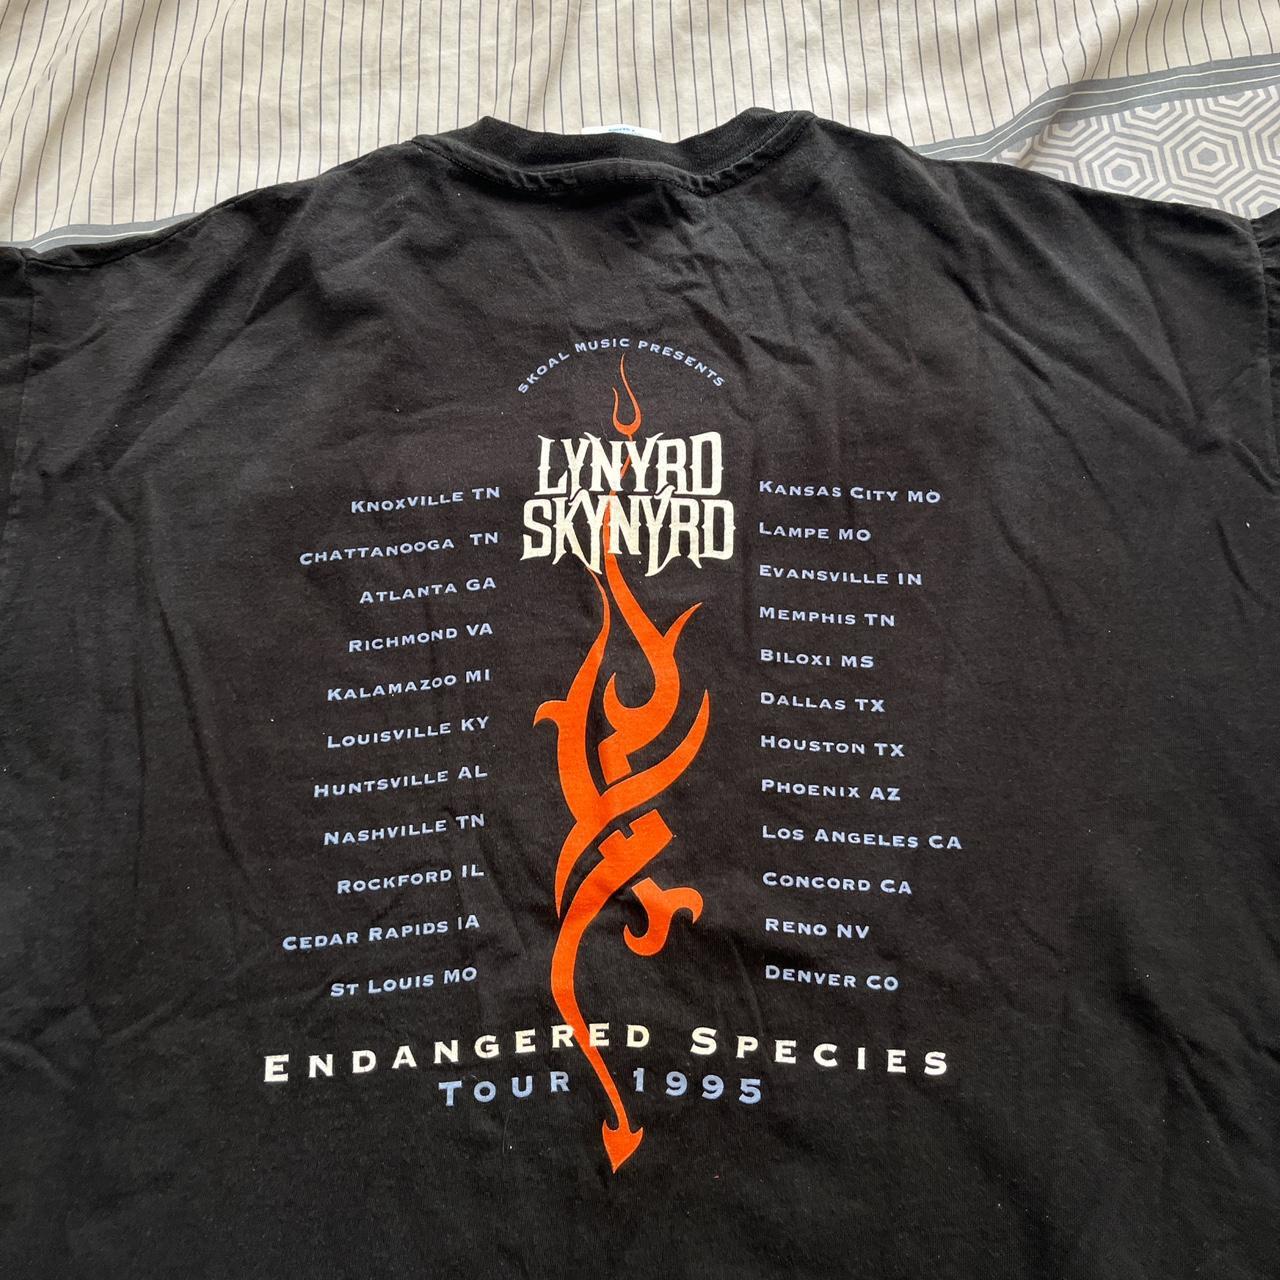 SKOAL MUSIC PRESENTS
LYNYRD
SKYNYRD
KNOXVILLE TN
CHATTANOOGA TN
ATLANTA GA
RICHMOND VA
KALAMAZOO MI
LOUISVILLE KY
HUNTSVILLE AL
NASHVILLE TN
ROCKFORD IL
CEDAR RAPIDS IA
ST LOUIS MO
KANSAS CITY MO
LAMPE MO
EVANSVILLE IN
MEMPHIS TN
BILOXI MS
DALLAS TX
HOUSTON TX
PHOENIX AZ
LOS ANGELES CA
CONCORD CA
RENO NV
DENVER CO
ENDANGERED SPECIES
TOUR 1995